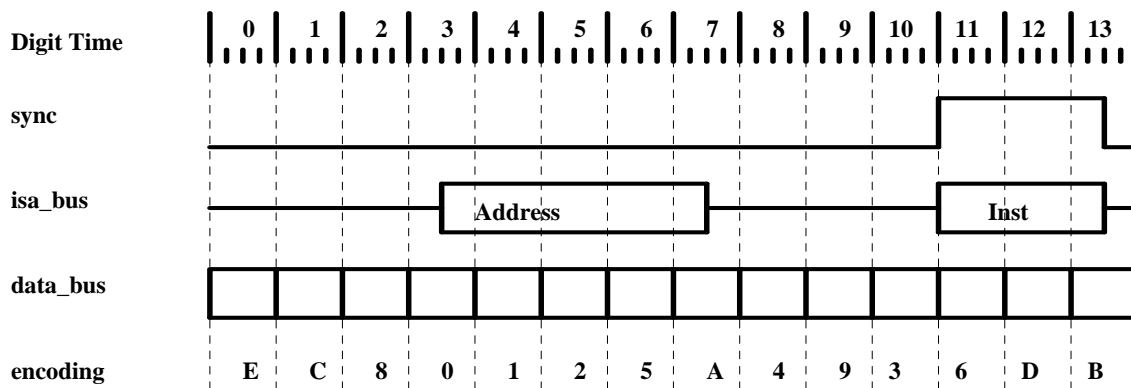 Digit Time 0 1 2 3 4 5 6 7 8 9 10 11 12 13
sync
isa_bus Address Inst
data_bus
encoding E C 8 0 1 2 5 A 4 9 3 6 D B